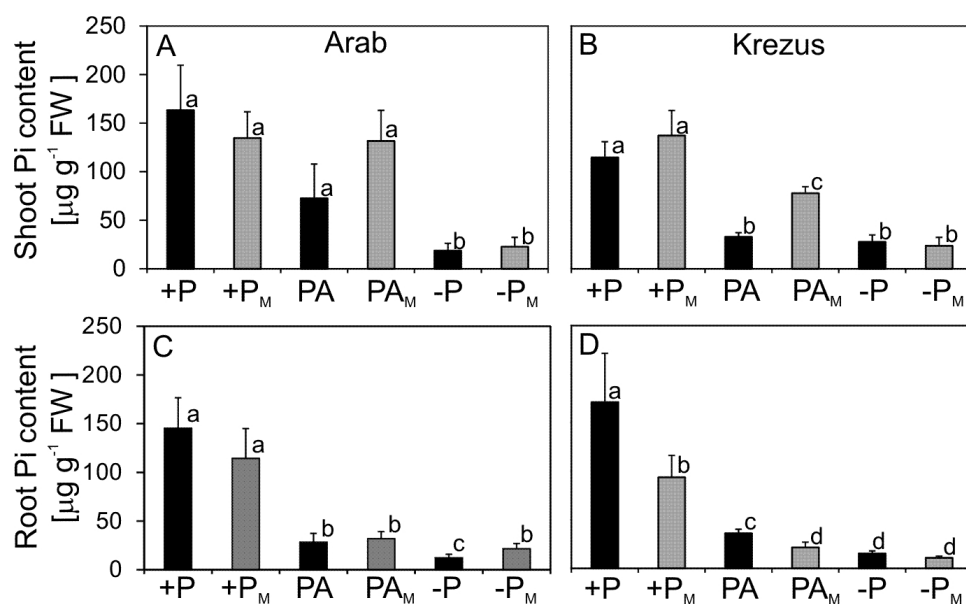 A Arab
B Krezus
Shoot Pi content
[µg g⁻¹ FW ]
250
200
150
100
50
0
a a a a b b
a a b c b b
+P +PM PA PAM -P -PM
+P +PM PA PAM -P -PM
C
D
Root Pi content
[µg g⁻¹ FW]
250
200
150
100
50
0
a a b b c b
a b c d d d
+P +PM PA PAM -P -PM
+P +PM PA PAM -P -PM